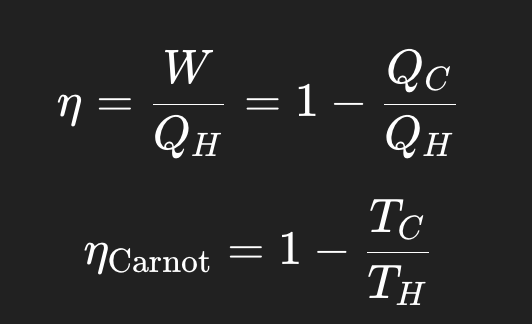 η = W/Q_H = 1 − Q_C/Q_H
η_Carnot = 1 − T_C/T_H